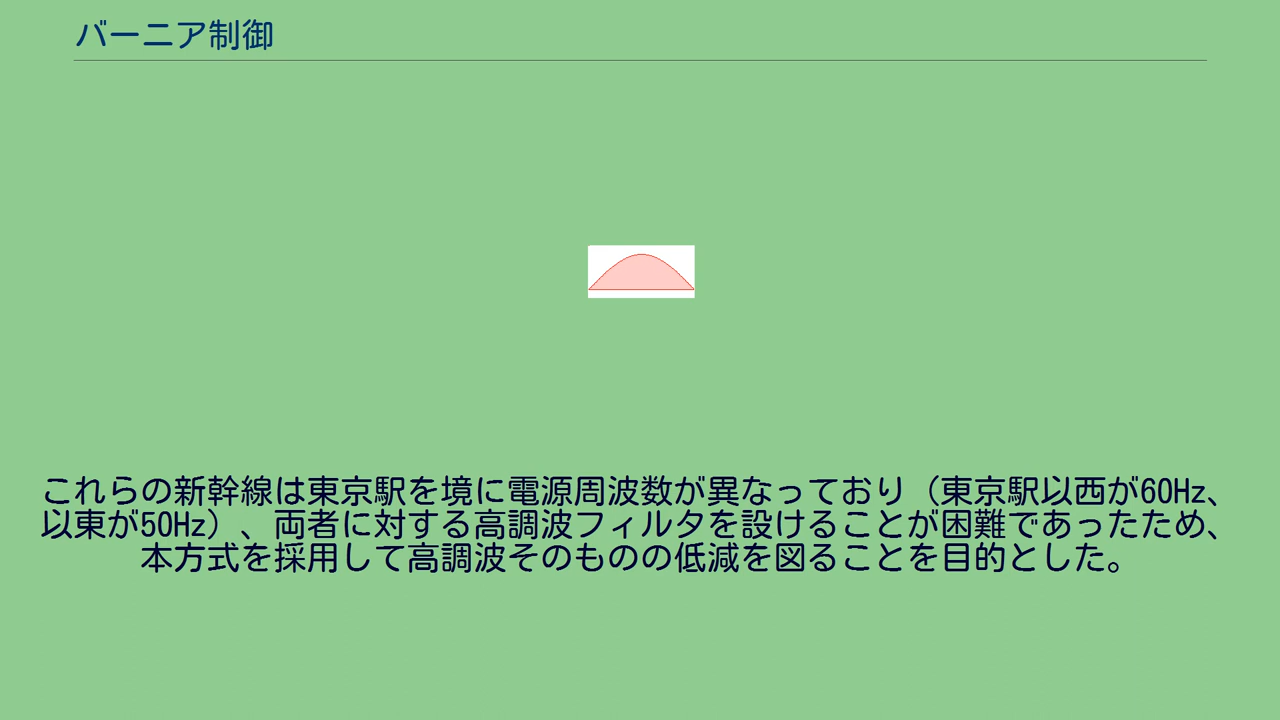 バーニア制御
これらの新幹線は東京駅を境に電源周波数が異なっており（東京駅以西が60Hz、
以東が50Hz）、両者に対する高調波フィルタを設けることが困難であったため、
本方式を採用して高調波そのものの低減を図ることを目的とした。